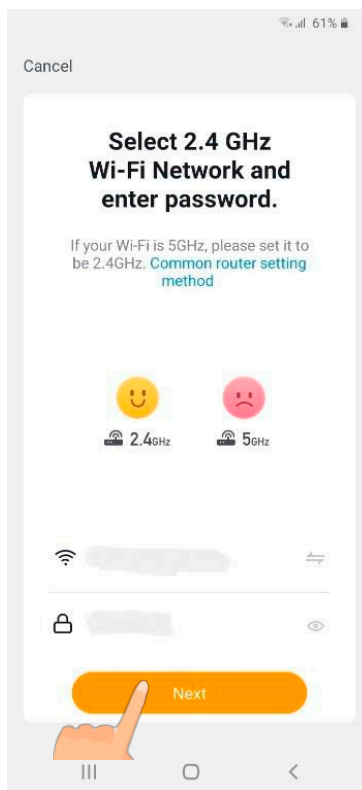 61%
Cancel
Select 2.4 GHz
Wi-Fi Network and
enter password.
If your Wi-Fi is 5GHz, please set it to
be 2.4GHz. Common router setting
method
2.4GHz 5GHz
Next